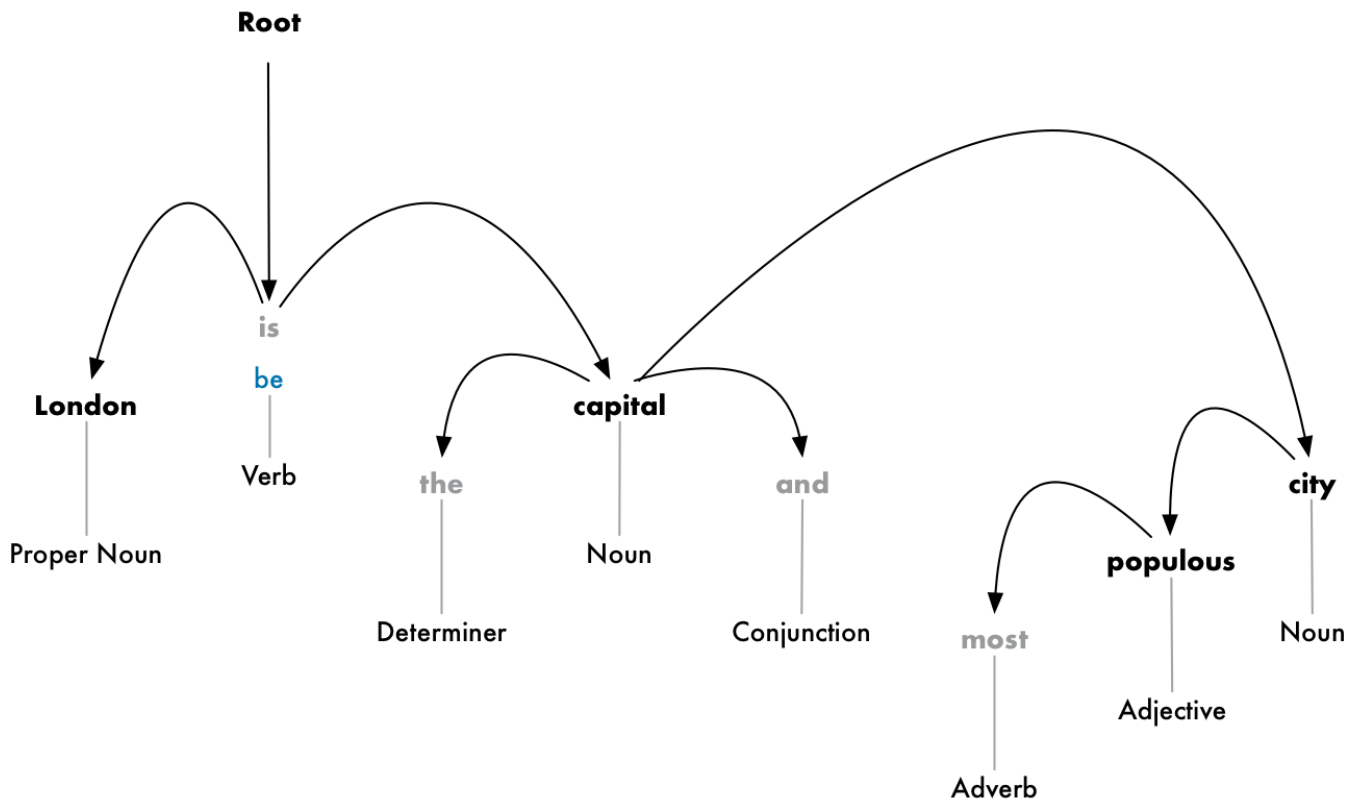 Root
is
be
London
capital
Verb
the
and
city
Proper Noun
Noun
populous
Determiner
Conjunction
most
Noun
Adjective
Adverb